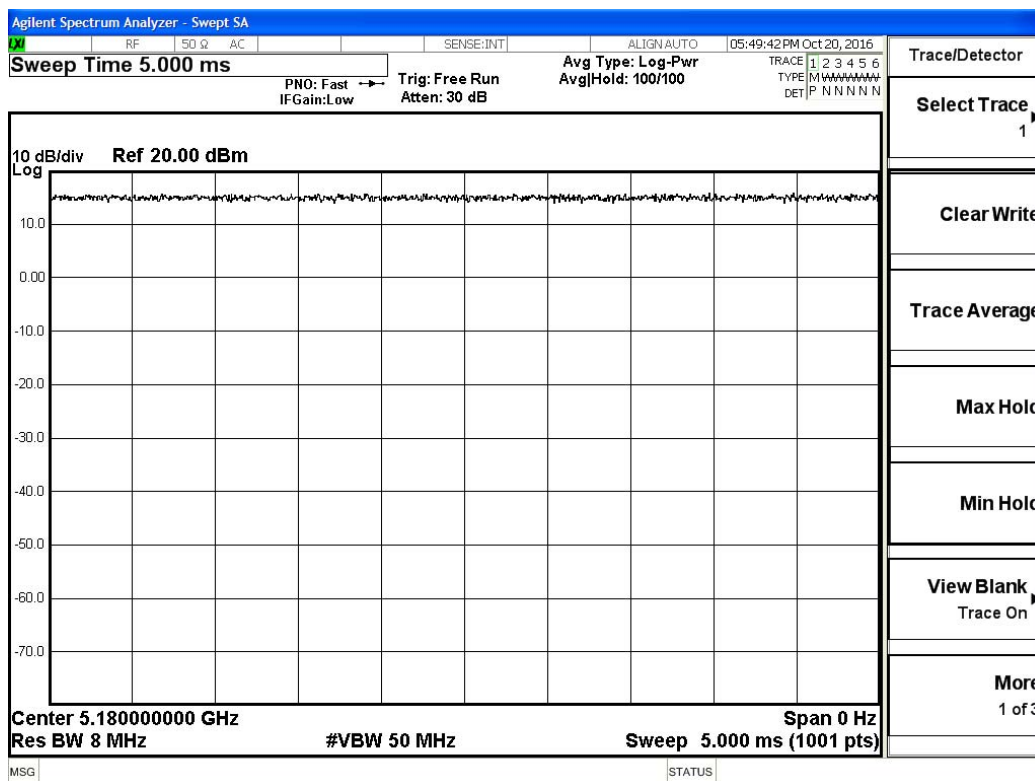 Agilent Spectrum Analyzer - Swept SA
LXI RF 50 Ω AC SENSE:INT ALIGN AUTO 05:49:42 PM Oct 20, 2016
Sweep Time 5.000 ms
PNO: Fast
IFGain:Low
Trig: Free Run
Atten: 30 dB
Avg Type: Log-Pwr
Avg|Hold: 100/100
TRACE 1 2 3 4 5 6
TYPE M
DET P N N N N N
10 dB/div Ref 20.00 dBm
Log
10.0
0.00
-10.0
-20.0
-30.0
-40.0
-50.0
-60.0
-70.0
Center 5.180000000 GHz Span 0 Hz
Res BW 8 MHz #VBW 50 MHz Sweep 5.000 ms (1001 pts)
MSG STATUS
Trace/Detector
Select Trace
1
Clear Write
Trace Average
Max Hold
Min Hold
View Blank
Trace On
More
1 of 3